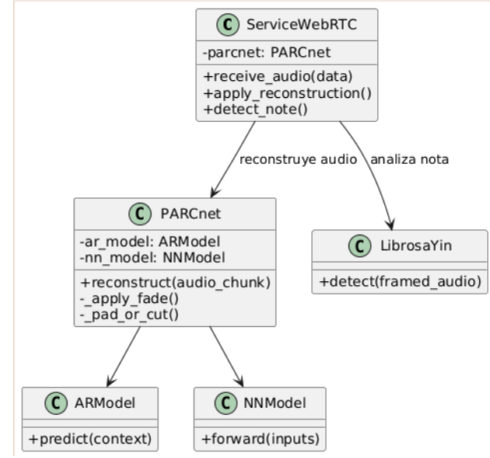 C ServiceWebRTC
-parcnet: PARCnet
+receive_audio(data)
+apply_reconstruction()
+detect_note()
reconstruye audio
analiza nota
C PARCnet
-ar_model: ARModel
-nn_model: NNModel
+reconstruct(audio_chunk)
-_apply_fade()
-_pad_or_cut()
C LibrosaYin
+detect(framed_audio)
C ARModel
+predict(context)
C NNModel
+forward(inputs)